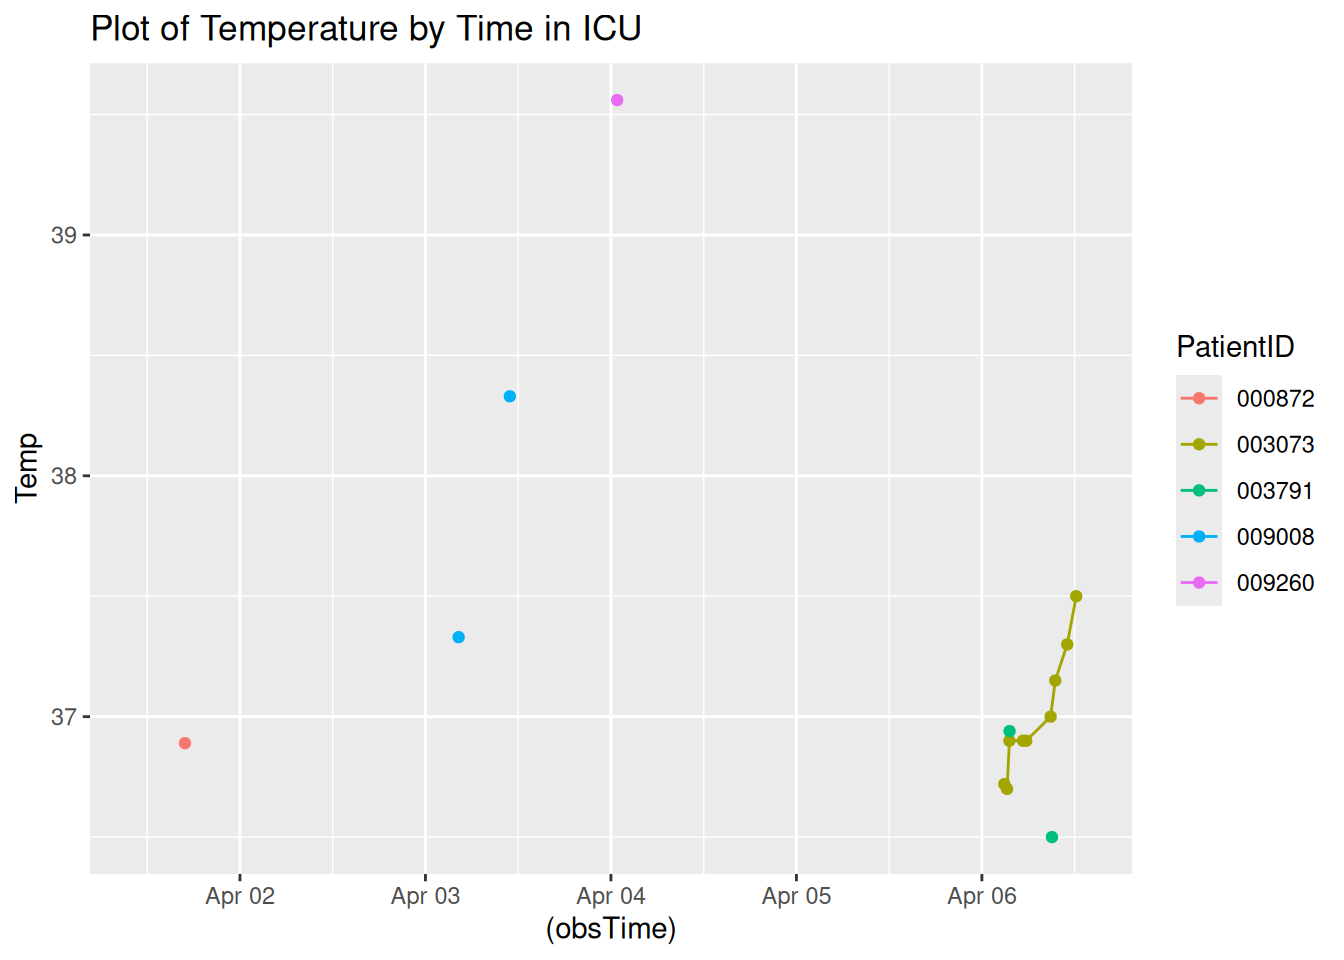 Plot of Temperature by Time in ICU
39
38
37
Temp
Apr 02 Apr 03 Apr 04 Apr 05 Apr 06
(obsTime)
PatientID
000872
003073
003791
009008
009260